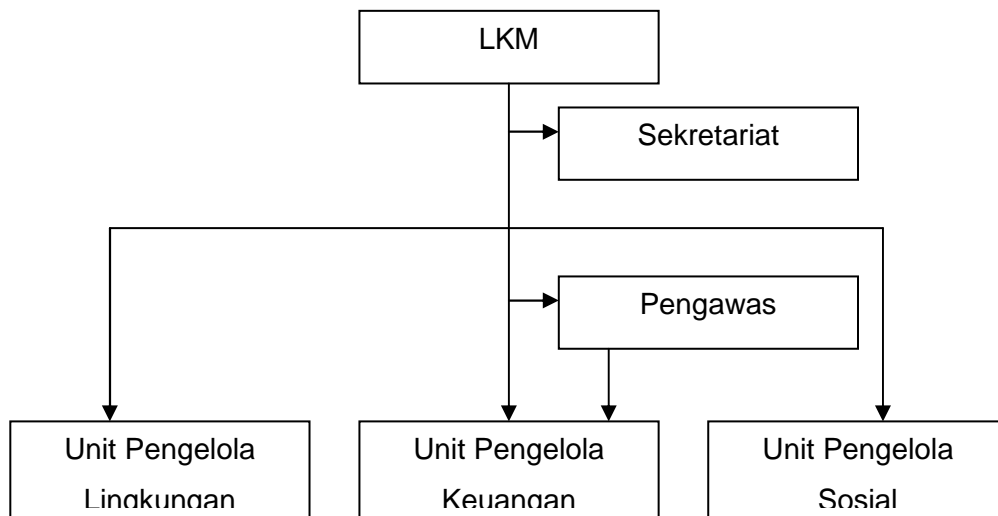 LKM
Sekretariat
Pengawas
Unit Pengelola
Lingkungan
Unit Pengelola
Keuangan
Unit Pengelola
Sosial